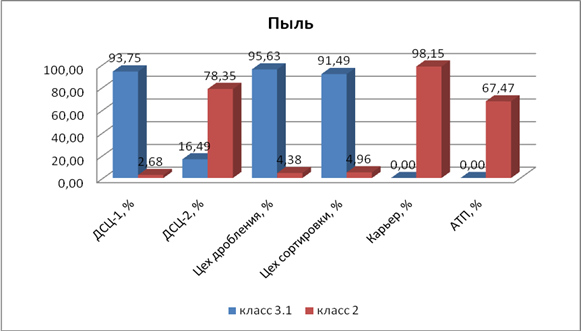 Пыль
93,75 95,63 91,49 98,15
100,00 78,35 67,47
80,00
60,00
40,00 16,49
20,00 2,68 4,38 4,96 0,00 0,00
0,00
ДСЦ-1, % ДСЦ-2, % Цех дробления, % Цех сортировки, % Карьер, % АТП, %
класс 3.1 класс 2